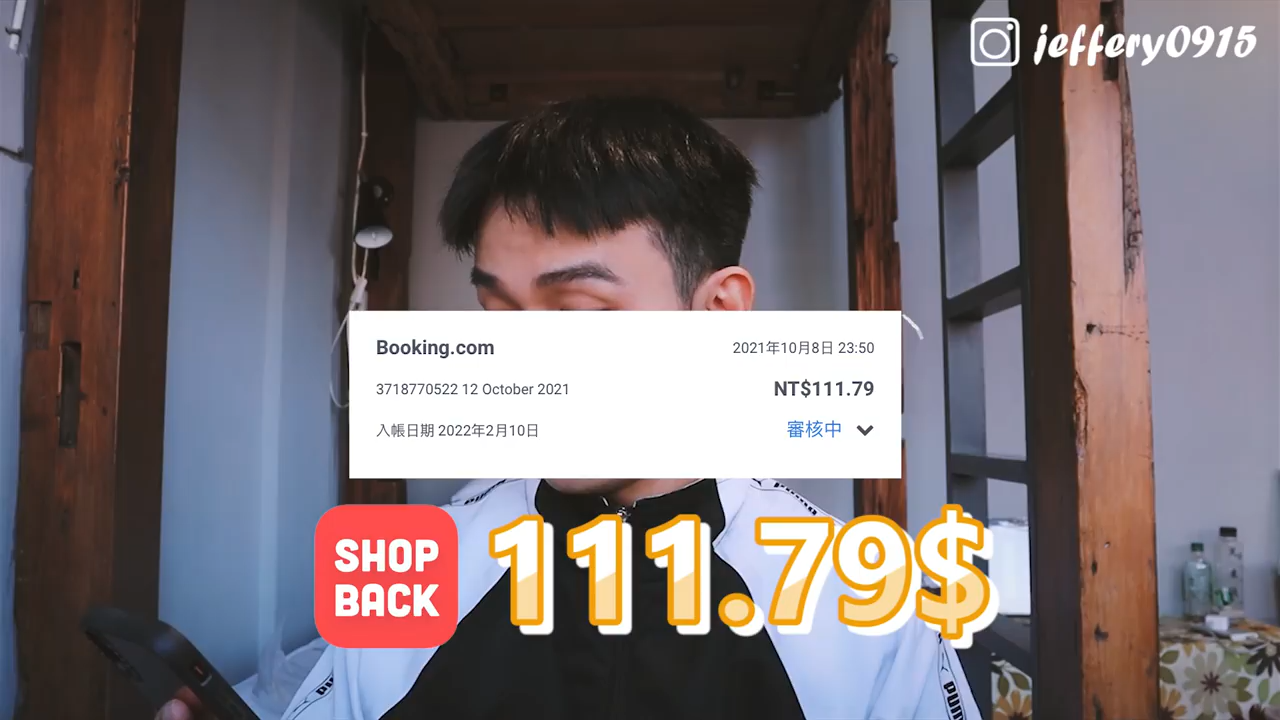 jeffery0915
Booking.com
2021年10月8日 23:50
3718770522 12 October 2021
NT$111.79
入帳日期 2022年2月10日
審核中
SHOP
BACK
111.79$
PUMA